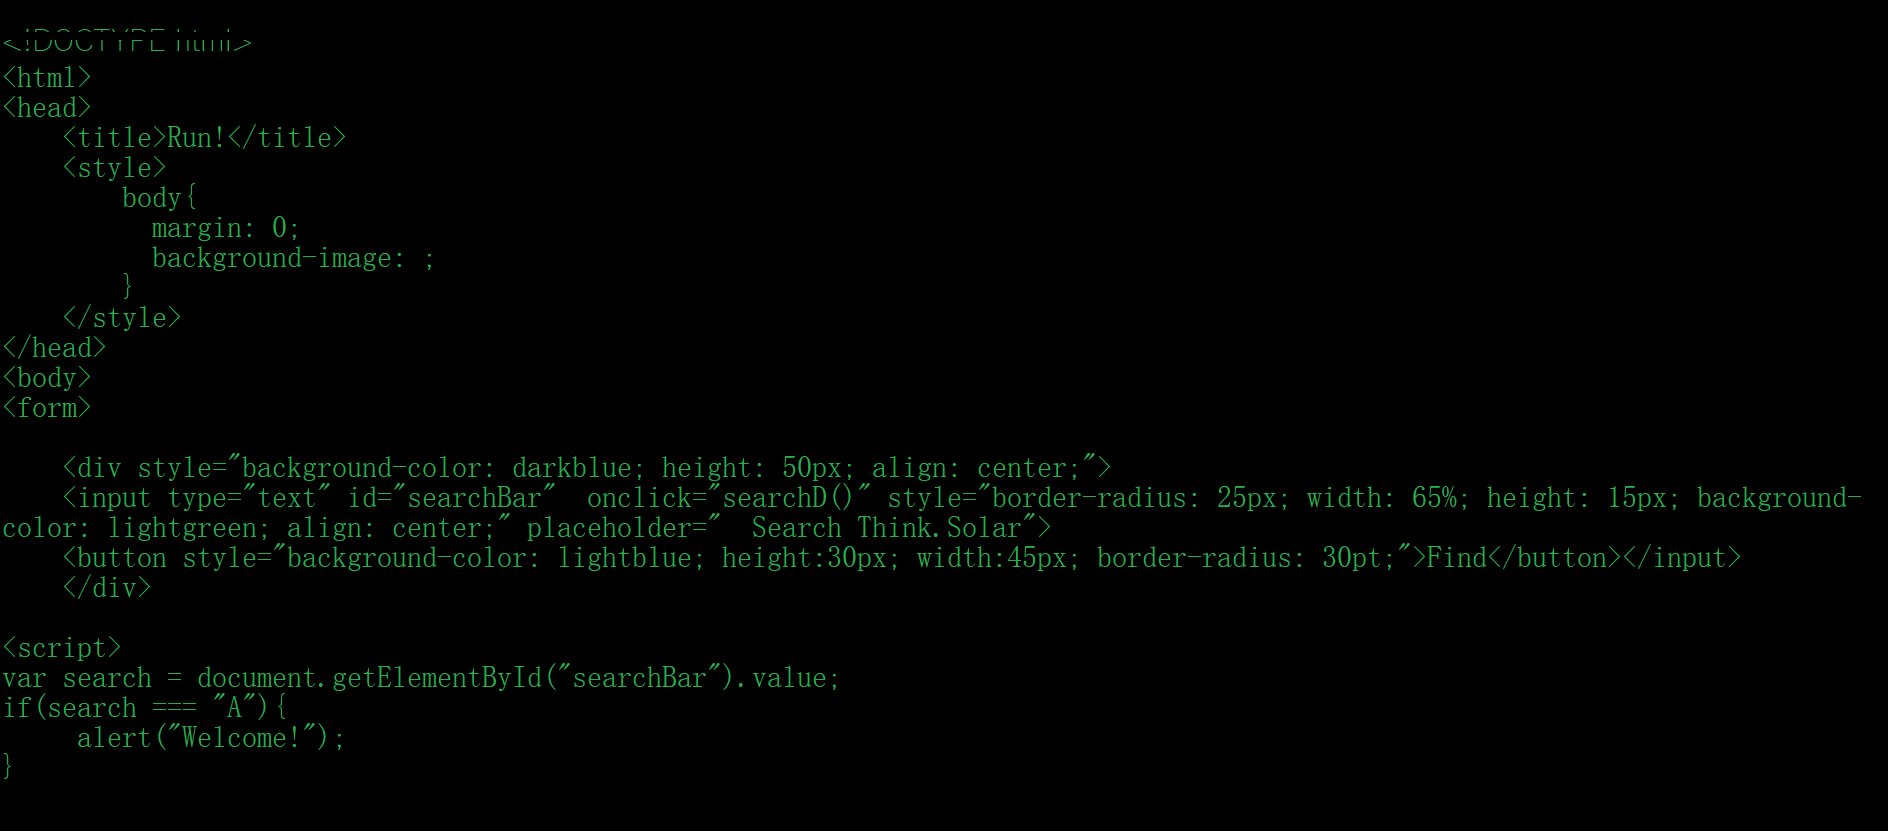 <!DOCTYPE html>
<html>
<head>
    <title>Run!</title>
    <style>
        body{
          margin: 0;
          background-image: ;
        }
    </style>
</head>
<body>
<form>

    <div style="background-color: darkblue; height: 50px; align: center;">
    <input type="text" id="searchBar"  onclick="searchD()" style="border-radius: 25px; width: 65%; height: 15px; background-
color: lightgreen; align: center;" placeholder="  Search Think.Solar">
    <button style="background-color: lightblue; height:30px; width:45px; border-radius: 30pt;">Find</button></input>
    </div>

<script>
var search = document.getElementById("searchBar").value;
if(search === "A"){
     alert("Welcome!");
}